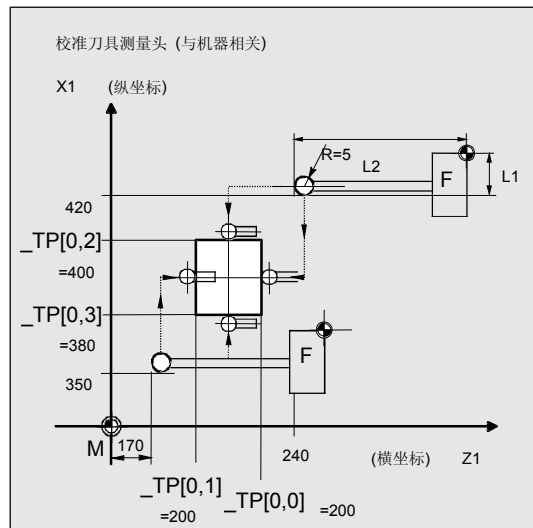 校准刀具测量头 (与机器相关)
X1 (纵坐标)
R=5
L2
F
L1
420
_TP[0,2]
=400
_TP[0,3]
=380
F
350
M
170
240
(横坐标)
Z1
_TP[0,1]
=200
_TP[0,0]
=200